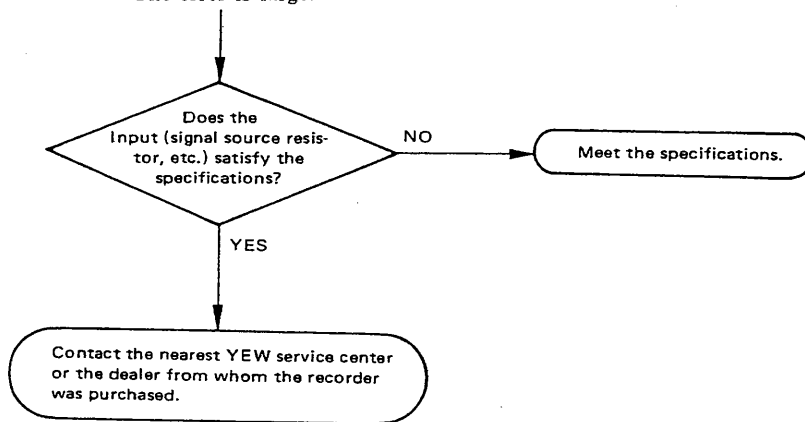 Does the
Input (signal source resis-
tor, etc.) satisfy the
specifications?
NO
Meet the specifications.
YES
Contact the nearest YEW service center
or the dealer from whom the recorder
was purchased.